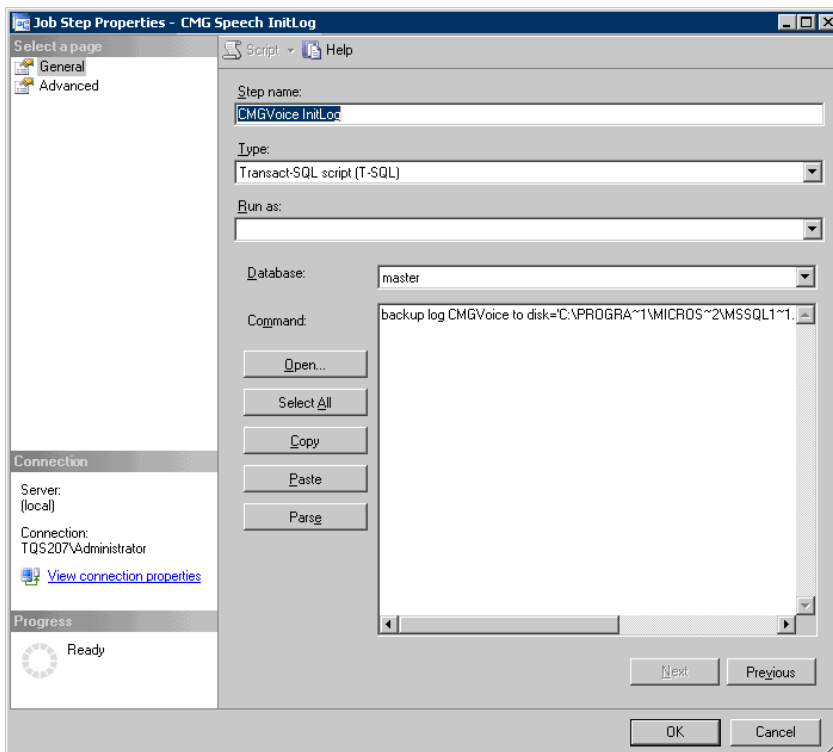 Job Step Properties - CMG Speech InitLog
Select a page
General
Advanced
Script
Help
Step name:
CMGVoice InitLog
Type:
Transact-SQL script (T-SQL)
Run as:
Database:
master
Command:
backup log CMGVoice to disk='C:\PROGRA~1\MICROS~2\MSSQL1~1.
Open...
Select All
Copy
Paste
Parse
Connection
Server:
(local)
Connection:
TQS207\Administrator
View connection properties
Progress
Ready
Next
Previous
OK
Cancel